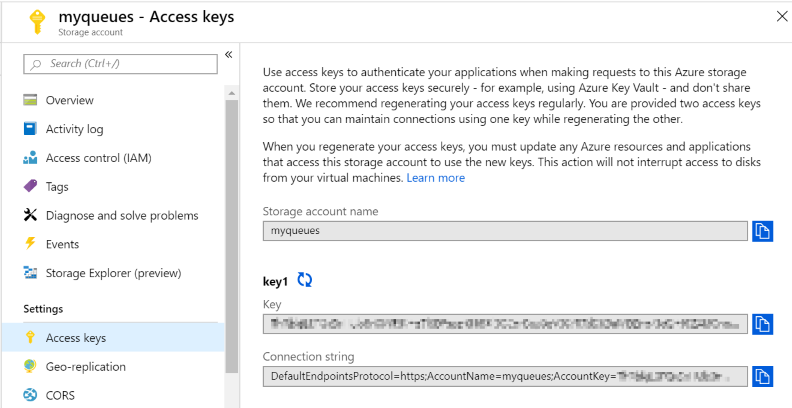 myqueues - Access keys
Storage account
Search (Ctrl+/)
Overview
Activity log
Access control (IAM)
Tags
Diagnose and solve problems
Events
Storage Explorer (preview)
Settings
Access keys
Geo-replication
CORS
Use access keys to authenticate your applications when making requests to this Azure storage
account. Store your access keys securely - for example, using Azure Key Vault - and don't share
them. We recommend regenerating your access keys regularly. You are provided two access keys
so that you can maintain connections using one key while regenerating the other.
When you regenerate your access keys, you must update any Azure resources and applications
that access this storage account to use the new keys. This action will not interrupt access to disks
from your virtual machines. Learn more
Storage account name
myqueues
key1
Key
Connection string
DefaultEndpointsProtocol=https;AccountName=myqueues;AccountKey=